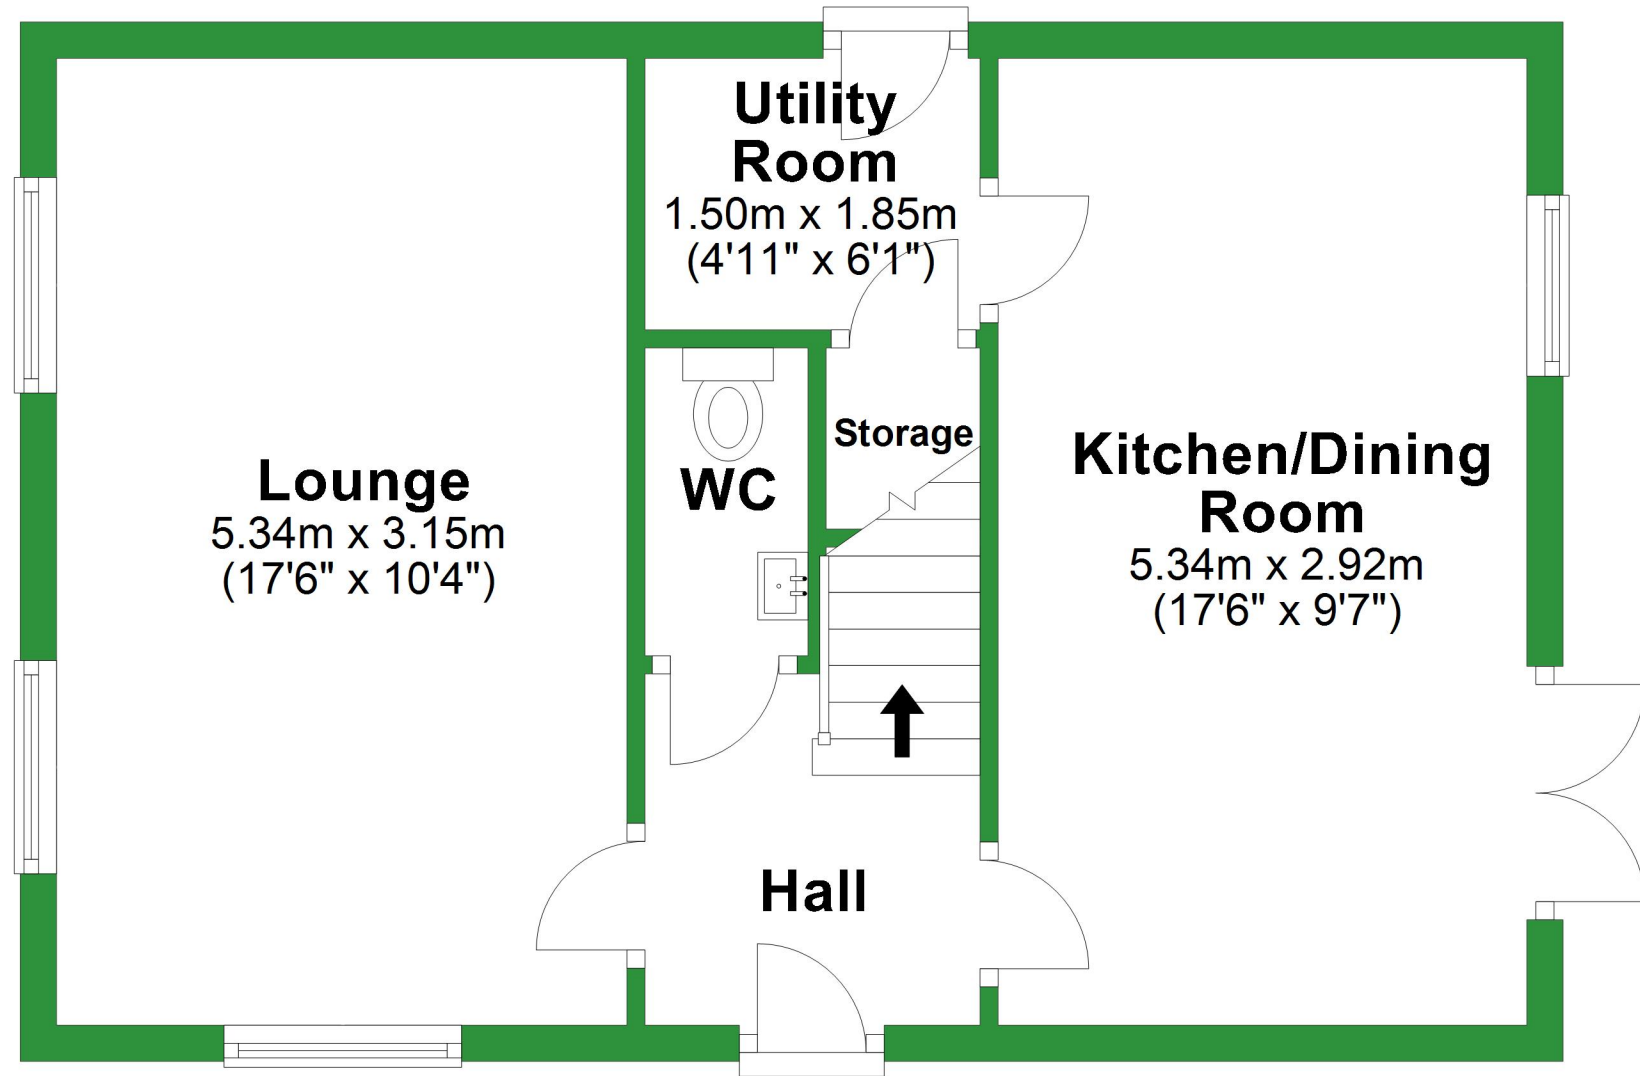 Utility
Room
1.50m x 1.85m
(4'11" x 6'1")
Storage
Kitchen/Dining
Room
5.34m x 2.92m
(17'6" x 9'7")
Lounge
5.34m x 3.15m
(17'6" x 10'4")
WC
Hall